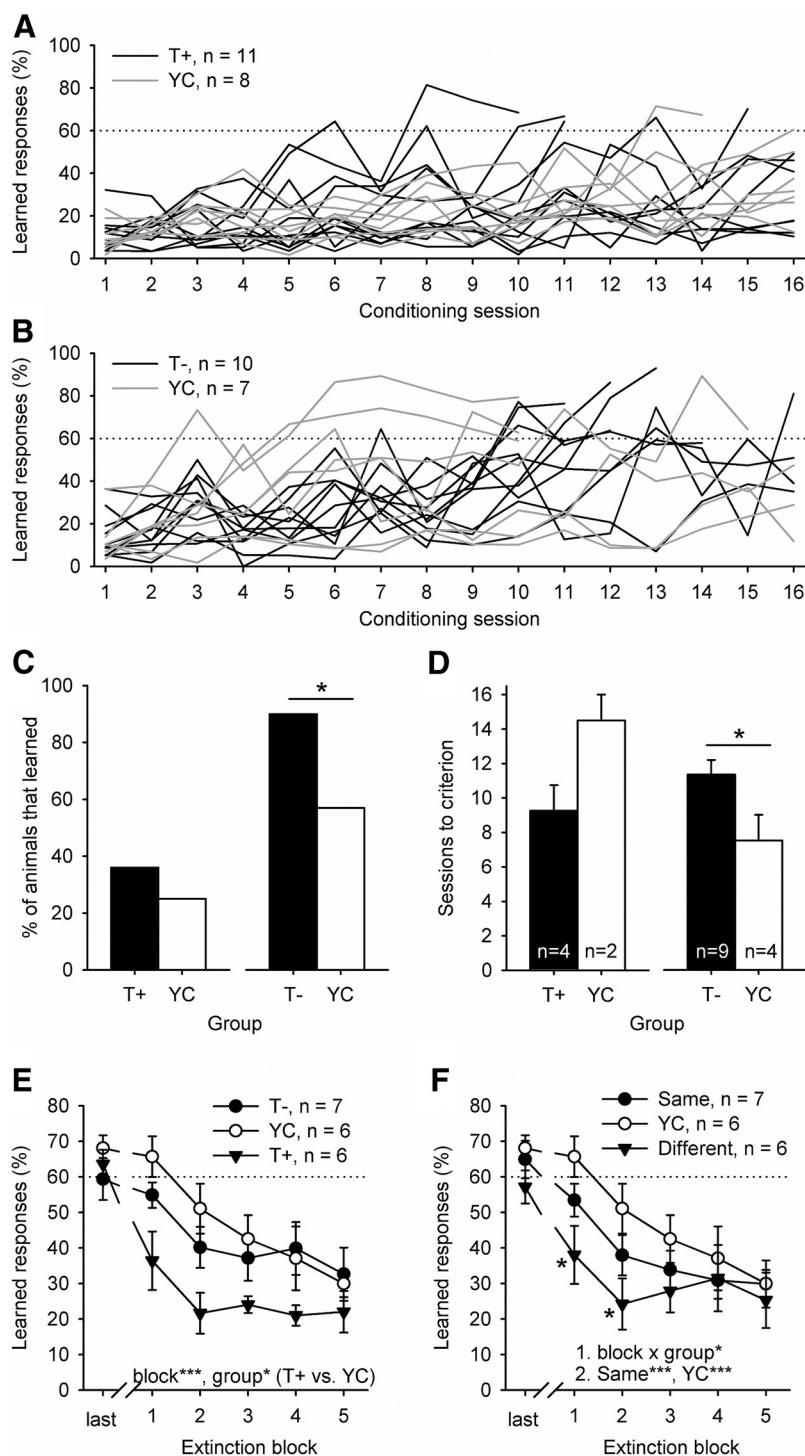 A
T+, n = 11
YC, n = 8
Learned responses (%)
100
80
60
40
20
0
1 2 3 4 5 6 7 8 9 10 11 12 13 14 15 16
Conditioning session
B
T-, n = 10
YC, n = 7
Learned responses (%)
100
80
60
40
20
0
1 2 3 4 5 6 7 8 9 10 11 12 13 14 15 16
Conditioning session
C
% of animals that learned
100
80
60
40
20
0
*
T+ YC T- YC
Group
D
Sessions to criterion
16
14
12
10
8
6
4
2
0
*
n=4 n=2 n=9 n=4
T+ YC T- YC
Group
E
T-, n = 7
YC, n = 6
T+, n = 6
Learned responses (%)
80
70
60
50
40
30
20
10
0
block***, group* (T+ vs. YC)
last 1 2 3 4 5
Extinction block
F
Same, n = 7
YC, n = 6
Different, n = 6
Learned responses (%)
80
70
60
50
40
30
20
10
0
*
*
1. block x group*
2. Same***, YC***
last 1 2 3 4 5
Extinction block